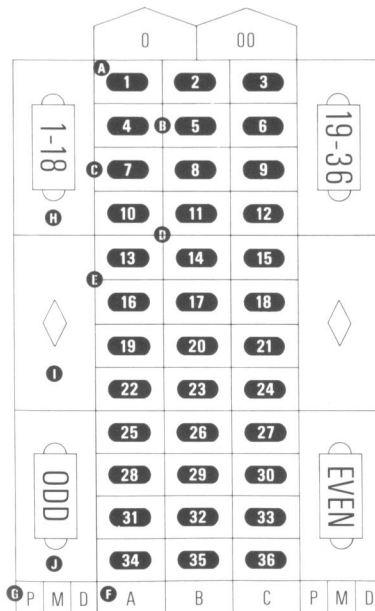 0 00
A
1 2 3
4 B 5 6
1-18 19-36
C 7 8 9
10 11 12
H
D
13 14 15
E
16 17 18
19 20 21
I
22 23 24
25 26 27
28 29 30
ODD EVEN
31 32 33
J 34 35 36
G P M D F A B C P M D